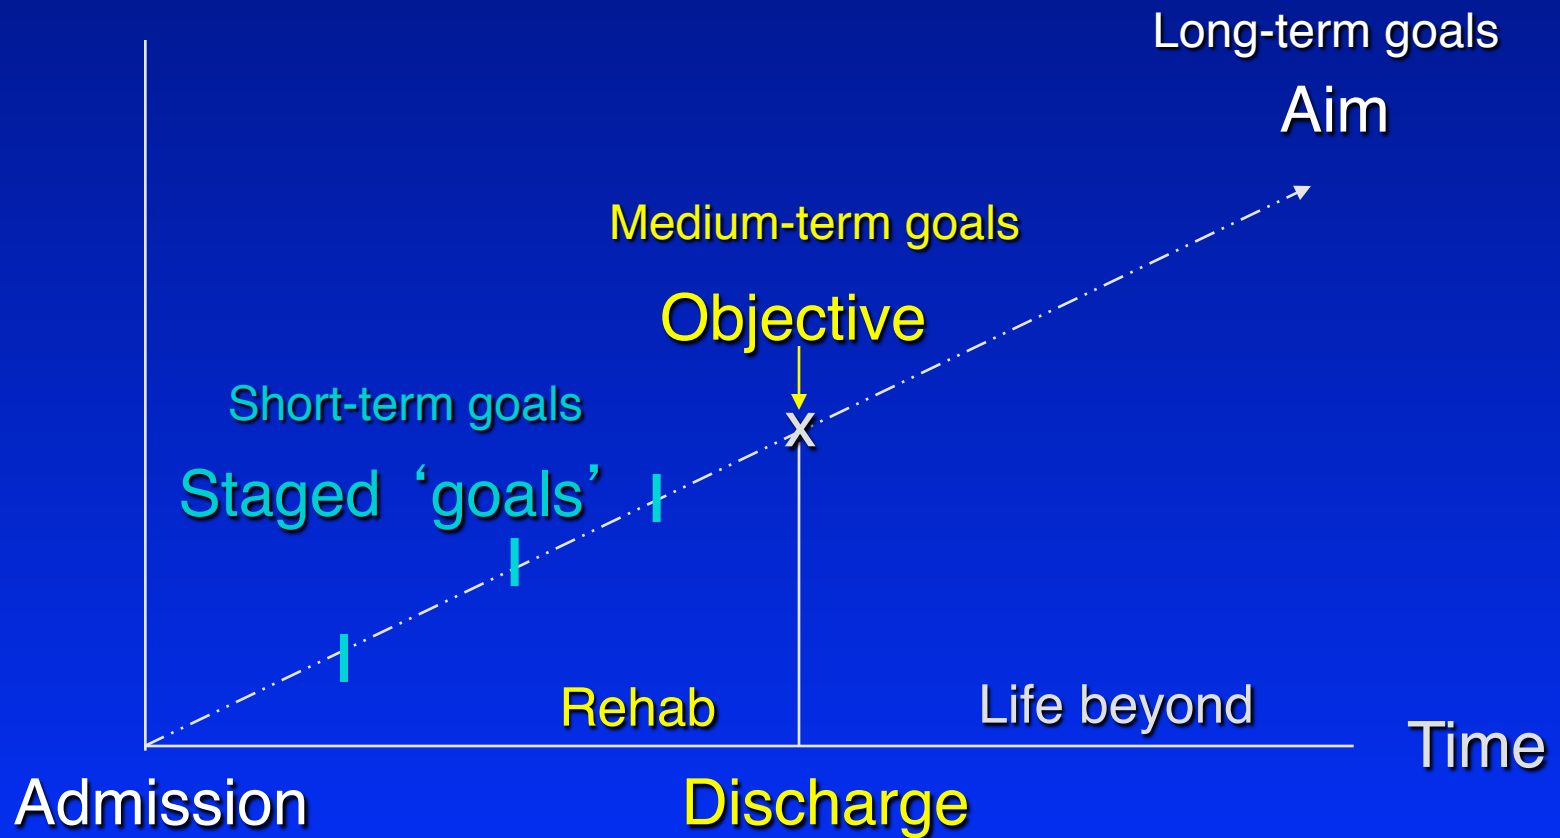 Long-term goals
Aim
Medium-term goals
Objective
x
Short-term goals
Staged ‘goals’
Rehab
Life beyond
Time
Admission
Discharge